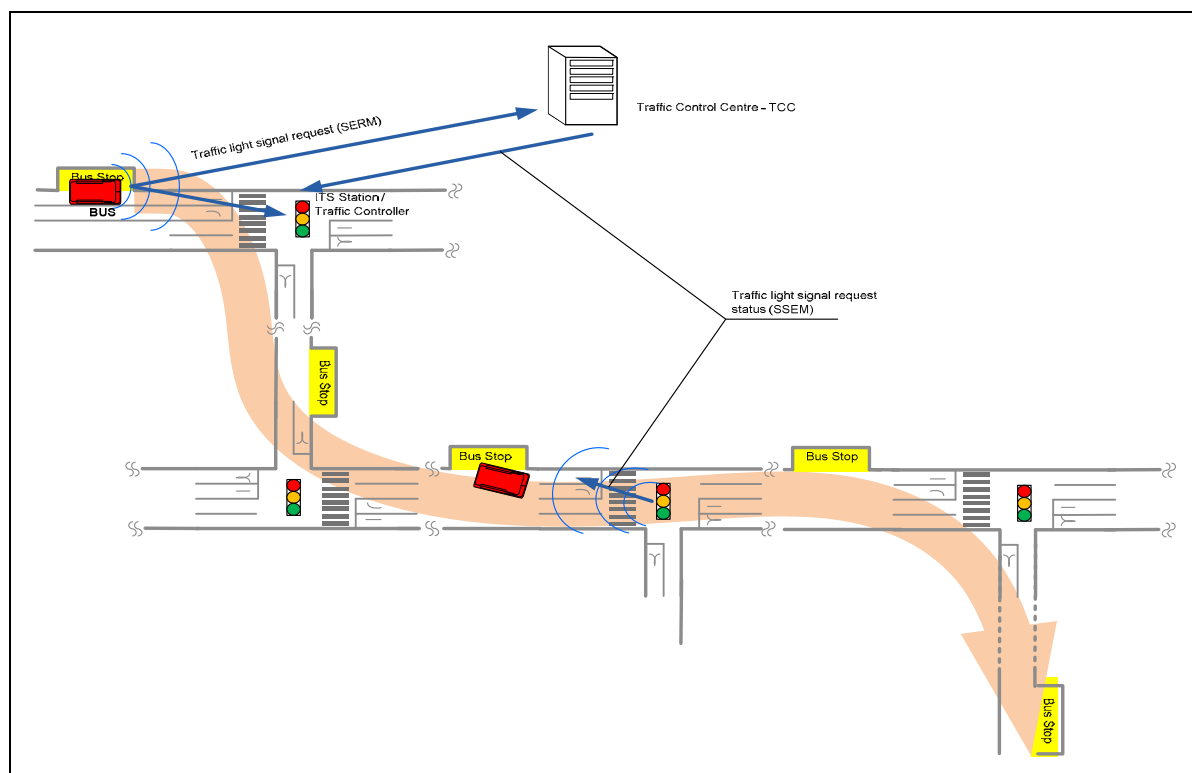 Traffic Control Centre – TCC
Traffic light signal request (SERM)
Bus Stop
BUS
ITS Station /
Traffic Controller
Traffic light signal request
status (SSEM)
Bus Stop
Bus Stop
Bus Stop
Bus Stop